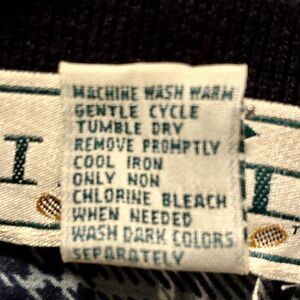 MACHINE WASH WARM
GENTLE CYCLE
TUMBLE DRY
REMOVE PROMPTLY
COOL IRON
ONLY NON
CHLORINE BLEACH
WHEN NEEDED
WASH DARK COLORS
SEPARATELY